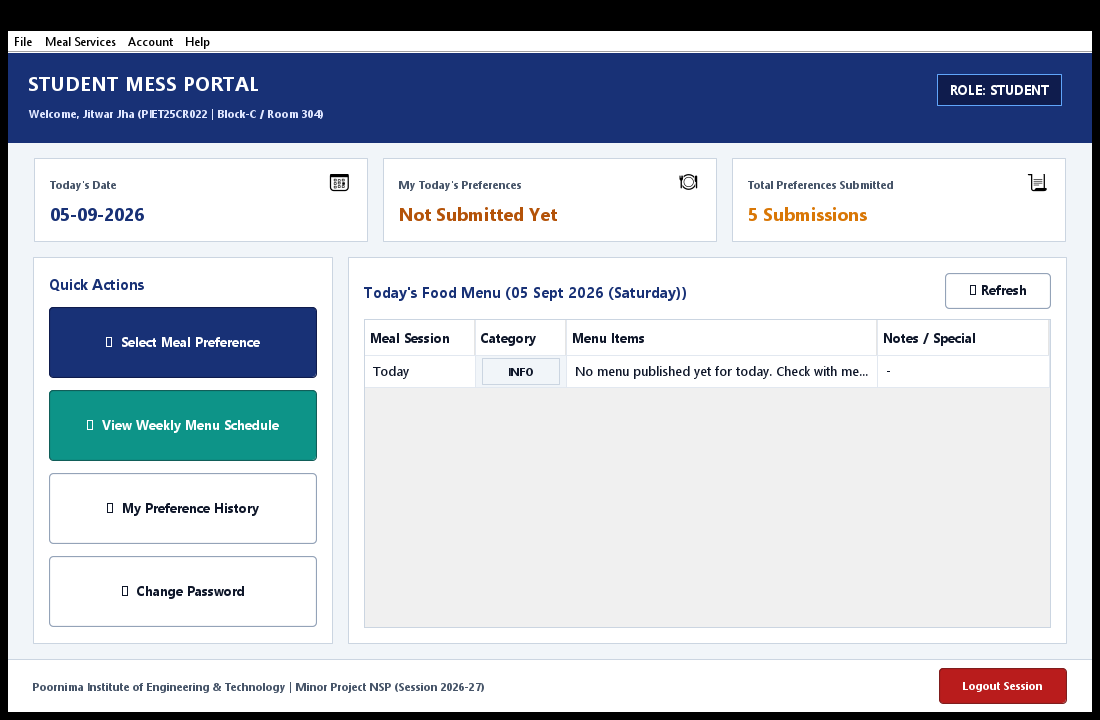 File Meal Services Account Help
STUDENT MESS PORTAL
ROLE: STUDENT
Welcome, Jitwar Jha (PIET25CR022 | Block-C / Room 304)
Today's Date
05-09-2026
My Today's Preferences
Not Submitted Yet
Total Preferences Submitted
5 Submissions
Quick Actions
Select Meal Preference
View Weekly Menu Schedule
My Preference History
Change Password
Today's Food Menu (05 Sept 2026 (Saturday))
Refresh
Meal Session Category Menu Items Notes / Special
Today INFO No menu published yet for today. Check with me... -
Poornima Institute of Engineering & Technology | Minor Project NSP (Session 2026-27)
Logout Session